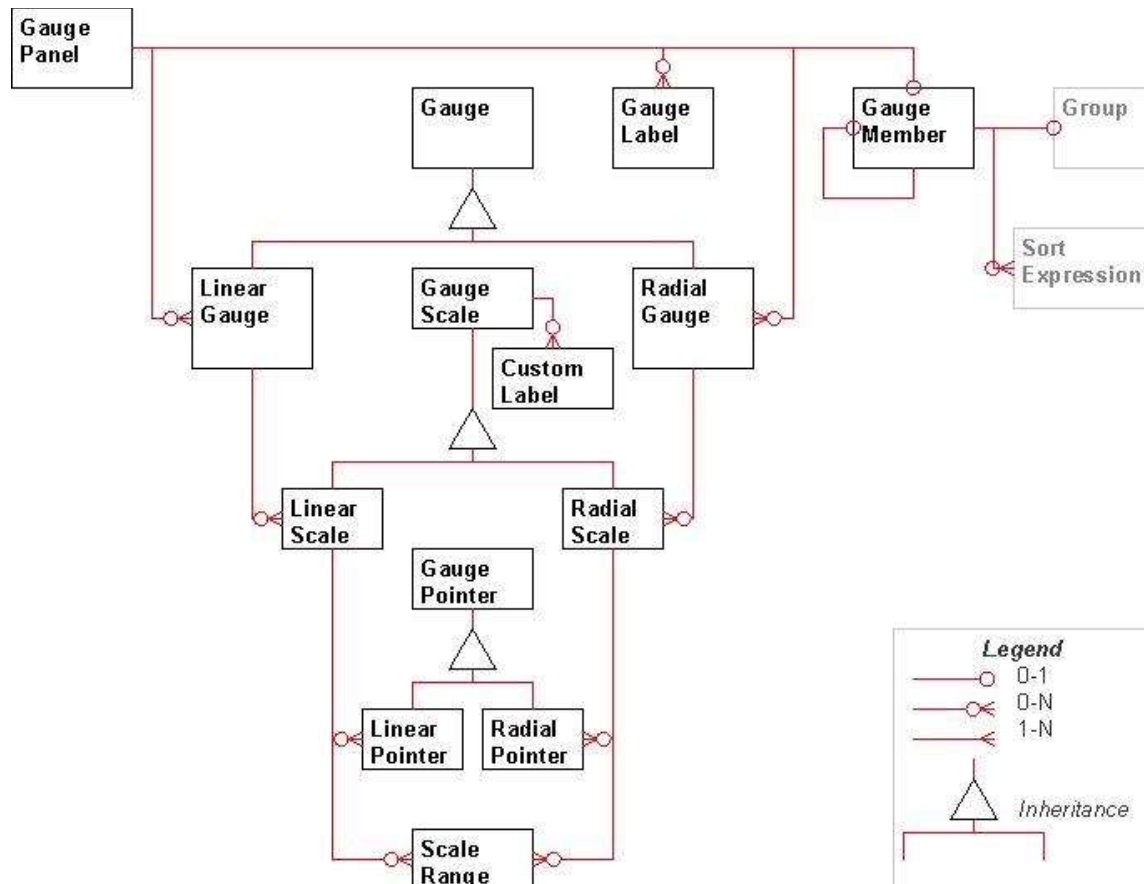 Gauge
Panel
Gauge
Gauge
Label
Gauge
Member
Group
Sort
Expression
Linear
Gauge
Gauge
Scale
Radial
Gauge
Custom
Label
Linear
Scale
Radial
Scale
Gauge
Pointer
Linear
Pointer
Radial
Pointer
Scale
Range
Legend
0-1
0-N
1-N
Inheritance